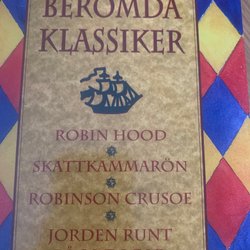 BERÖMDA
KLASSIKER
ROBIN HOOD
SKATTKAMMARÖN
ROBINSON CRUSOE
JORDEN RUNT